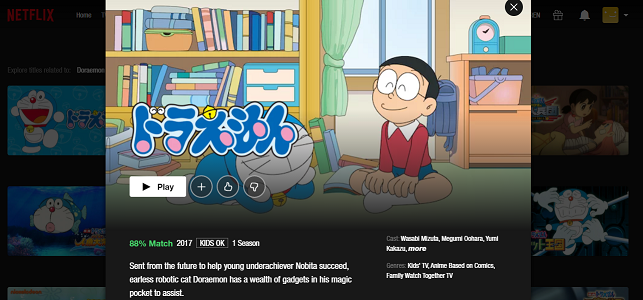 NETFLIX
Home
Explore titles related to: Doraemon
ドラえもん
Play
88% Match 2017 KIDS OK 1 Season
Sent from the future to help young underachiever Nobita succeed,
earless robotic cat Doraemon has a wealth of gadgets in his magic
pocket to assist.
Cast: Wasabi Mizuta, Megumi Oohara, Yumi
Kakazu, more
Genres: Kids' TV, Anime Based on Comics,
Family Watch Together TV